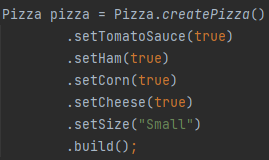 Pizza pizza = Pizza.createPizza()
.setTomatoSauce(true)
.setHam(true)
.setCorn(true)
.setCheese(true)
.setSize("Small")
.build();